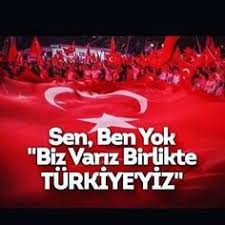 Sen, Ben Yok
"Biz Varız Birlikte
TÜRKİYE'YİZ"